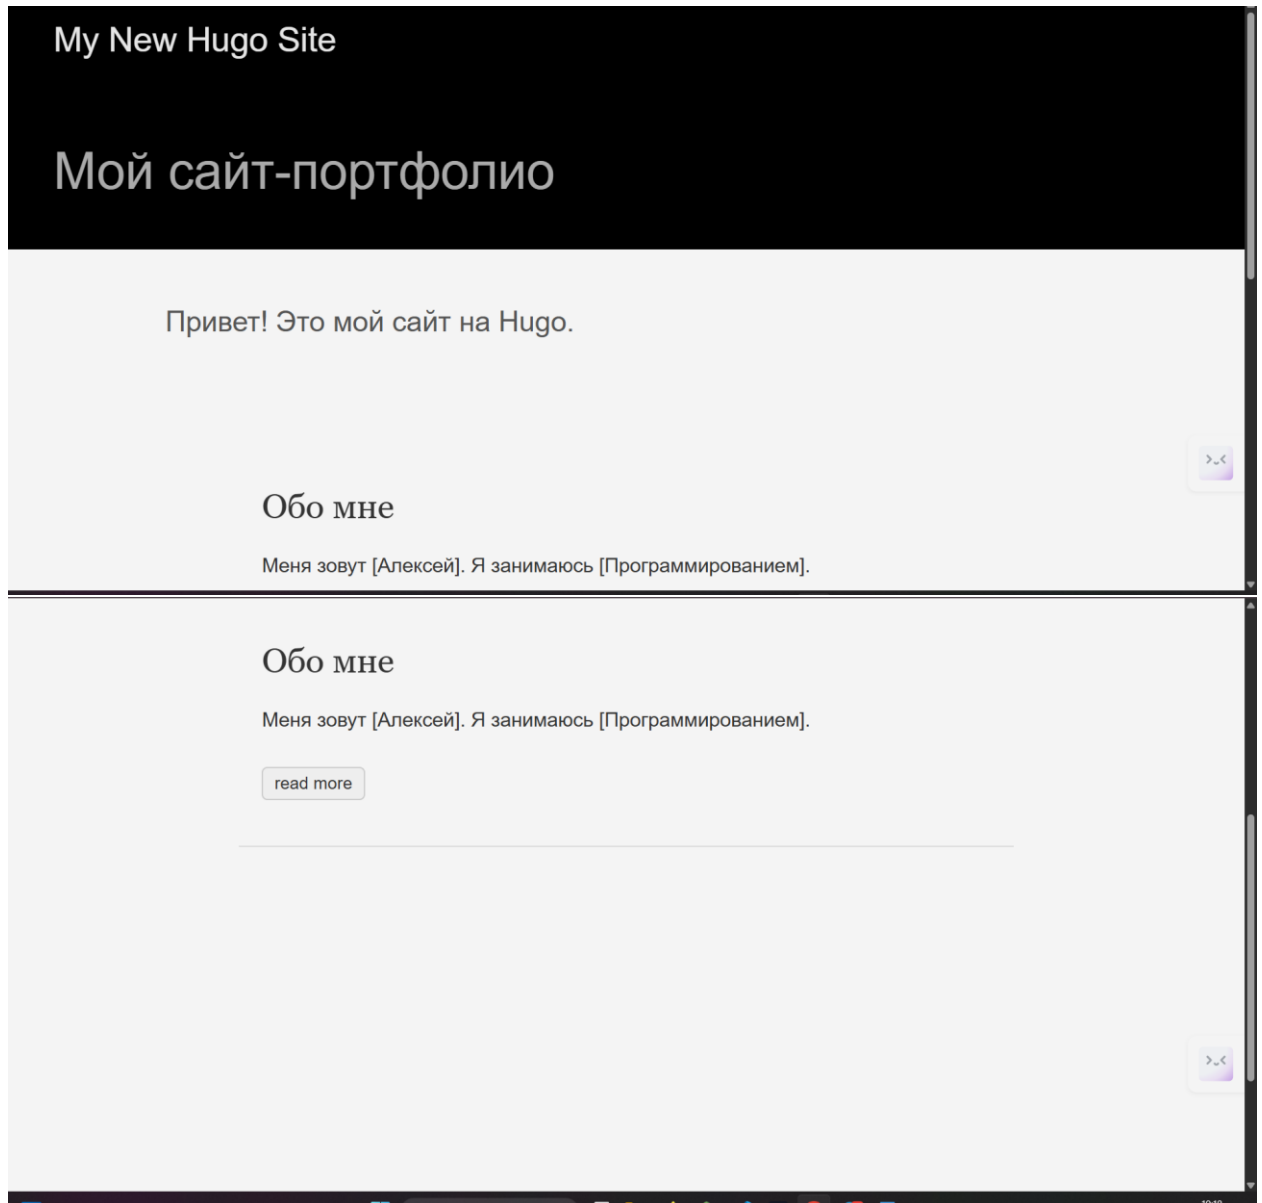 My New Hugo Site
Мой сайт-портфолио
Привет! Это мой сайт на Hugo.
Обо мне
Меня зовут [Алексей]. Я занимаюсь [Программированием].
Обо мне
Меня зовут [Алексей]. Я занимаюсь [Программированием].
read more